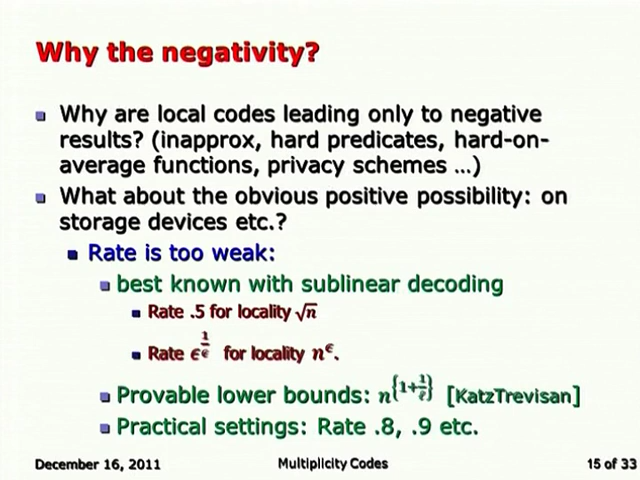 Why the negativity?
Why are local codes leading only to negative
results? (inapprox, hard predicates, hard-on-
average functions, privacy schemes ...)
What about the obvious positive possibility: on
storage devices etc.?
Rate is too weak:
best known with sublinear decoding
Rate .5 for locality √n
Rate ϵ^{1/ϵ} for locality n^ϵ.
Provable lower bounds: n^{1+1/ℓ} [KatzTrevisan]
Practical settings: Rate .8, .9 etc.
December 16, 2011 Multiplicity Codes 15 of 33